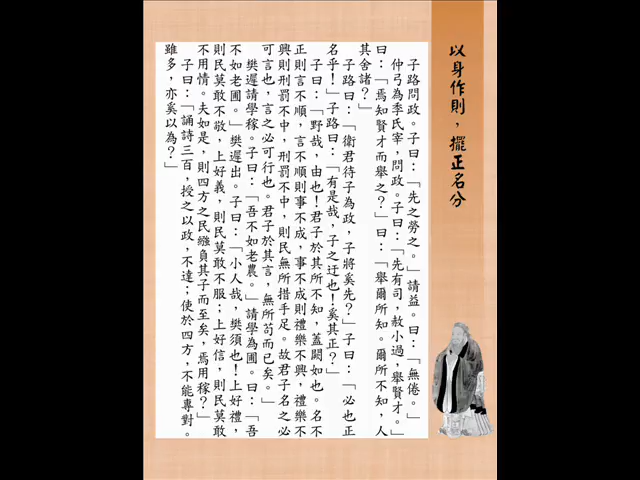 以身作則，擺正名分
子路問政。子曰：「先之勞之。」請益。曰：「無倦。」
仲弓為季氏宰，問政。子曰：「先有司，赦小過，舉賢才。」
曰：「焉知賢才而舉之？」曰：「舉爾所知。爾所不知，人
其舍諸？」
子路曰：「衛君待子為政，子將奚先？」子曰：「必也正
名乎！」子路曰：「有是哉，子之迂也！奚其正？」
子曰：「野哉，由也！君子於其所不知，蓋闕如也。名不
正則言不順，言不順則事不成，事不成則禮樂不興，禮樂不
興則刑罰不中，刑罰不中，則民無所措手足。故君子名之必
可言也，言之必可行也。君子於其言，無所苟而已矣。」
樊遲請學稼。子曰：「吾不如老農。」請學為圃。曰：「吾
不如老圃。」樊遲出。子曰：「小人哉，樊須也！上好禮，
則民莫敢不敬，上好義，則民莫敢不服；上好信，則民莫敢
不用情。夫如是，則四方之民繈負其子而至矣，焉用稼？」
子曰：「誦詩三百，授之以政，不達；使於四方，不能專對。
雖多，亦奚以為？」